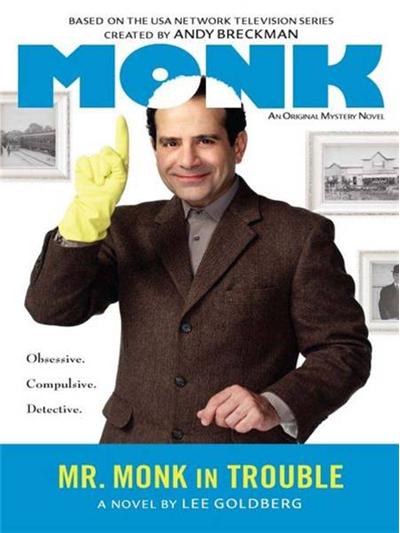 BASED ON THE USA NETWORK TELEVISION SERIES
CREATED BY ANDY BRECKMAN
MONK
AN ORIGINAL MYSTERY NOVEL
Obsessive.
Compulsive.
Detective.
MR. MONK IN TROUBLE
A NOVEL BY LEE GOLDBERG